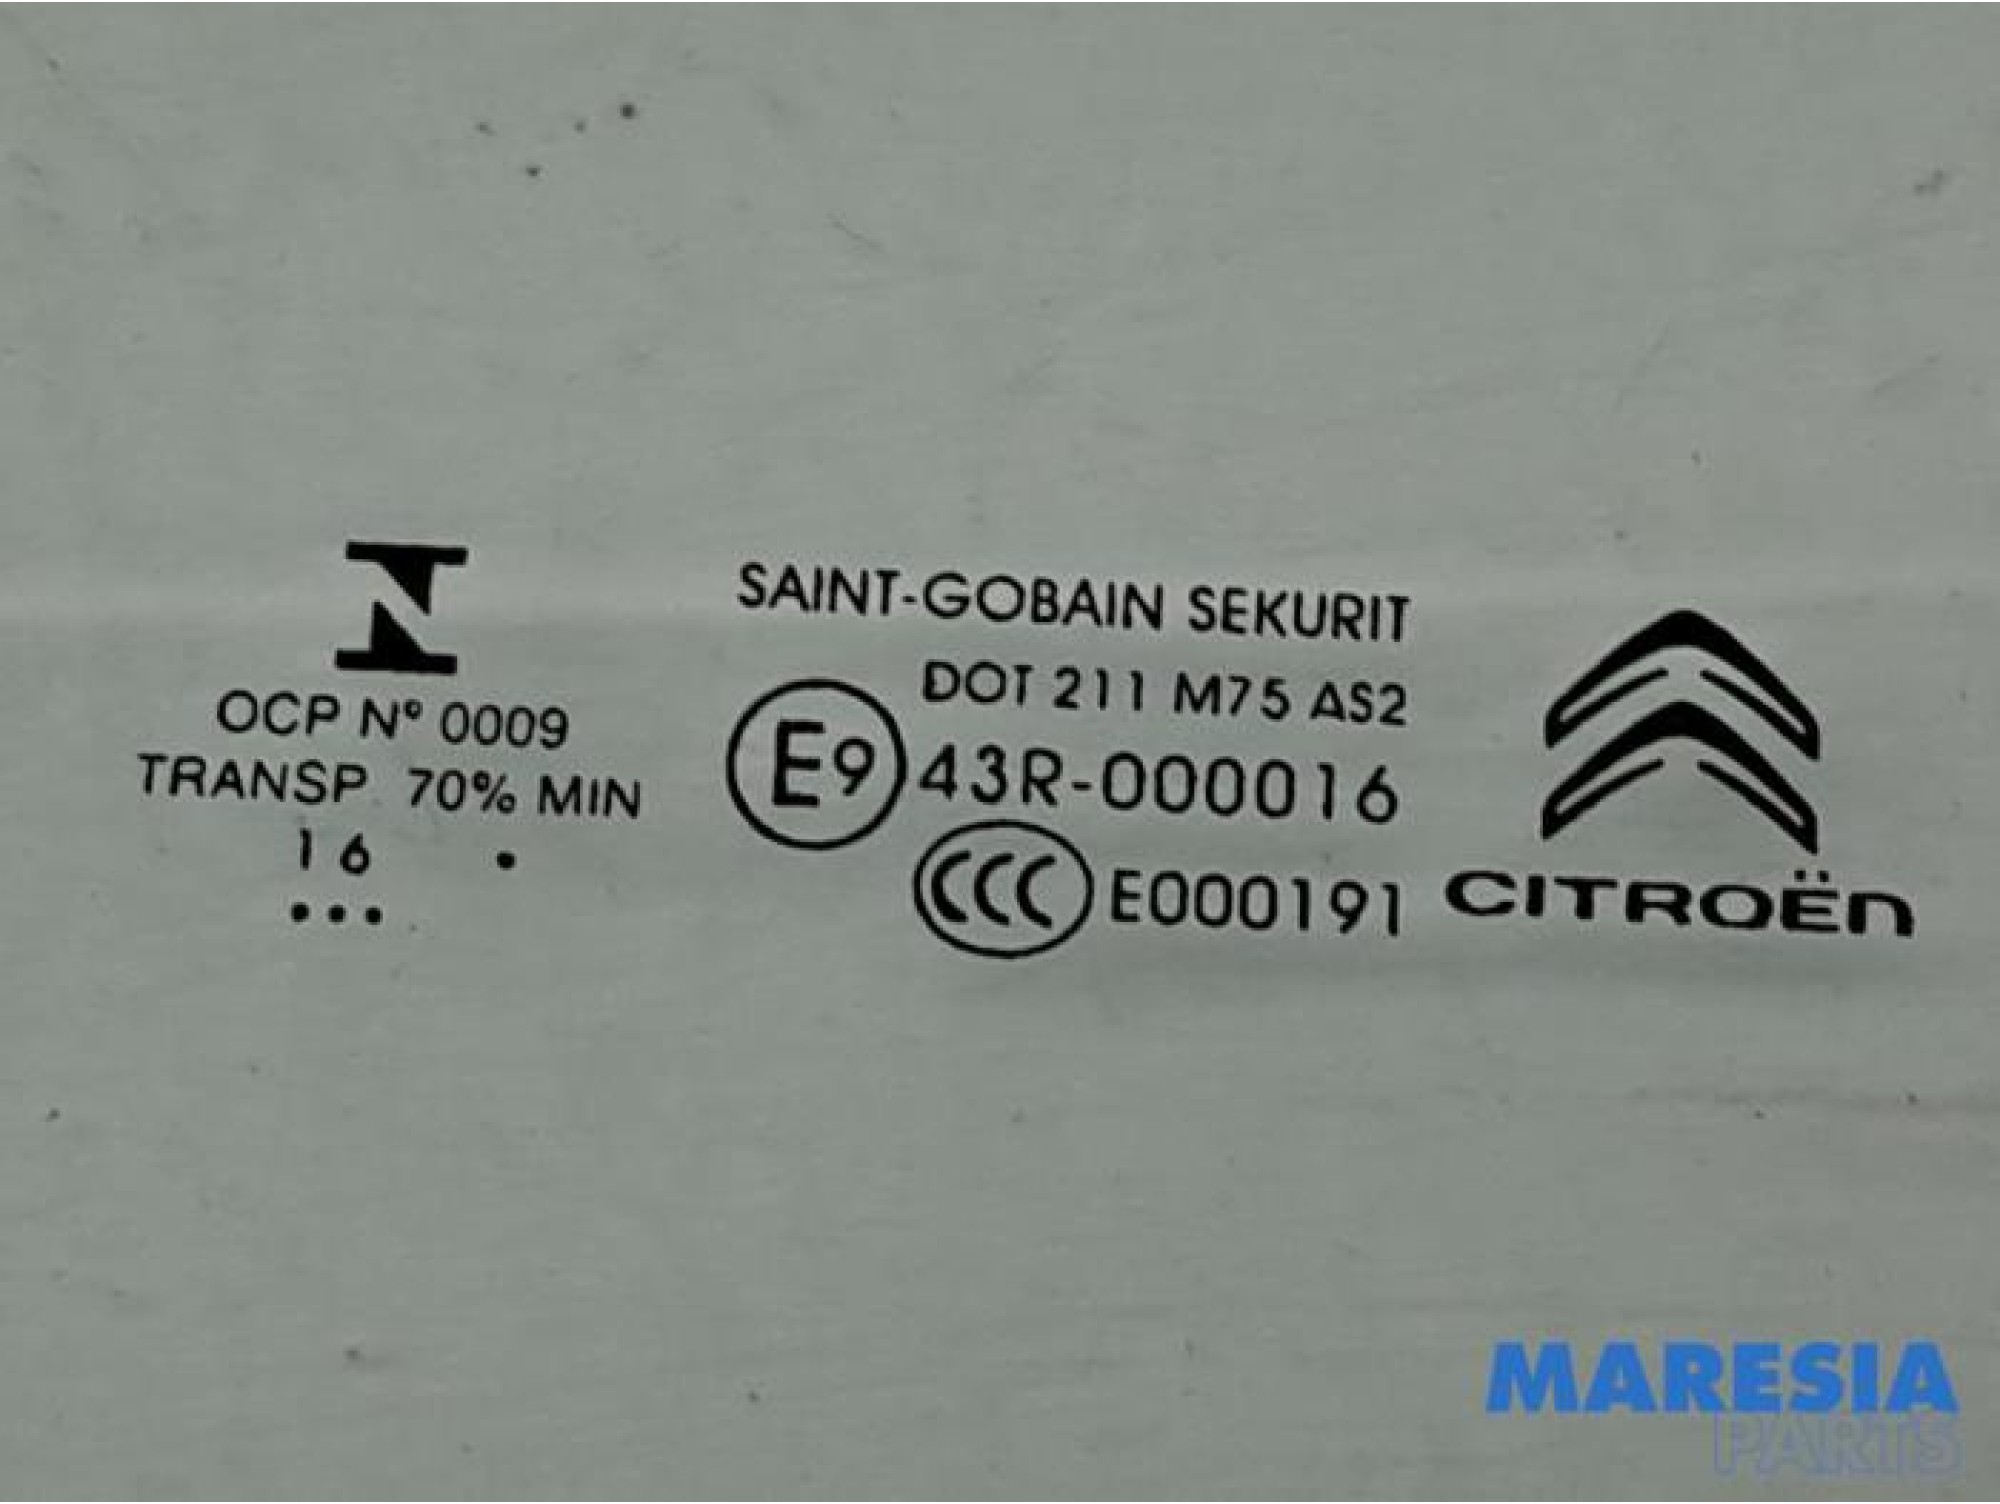 OCP Nº 0009
TRANSP. 70% MIN
16 .
...
SAINT-GOBAIN SEKURIT
DOT 211 M75 AS2
E9 43R-000016
CCC E000191
CITROËN
MARESIA
PARTS